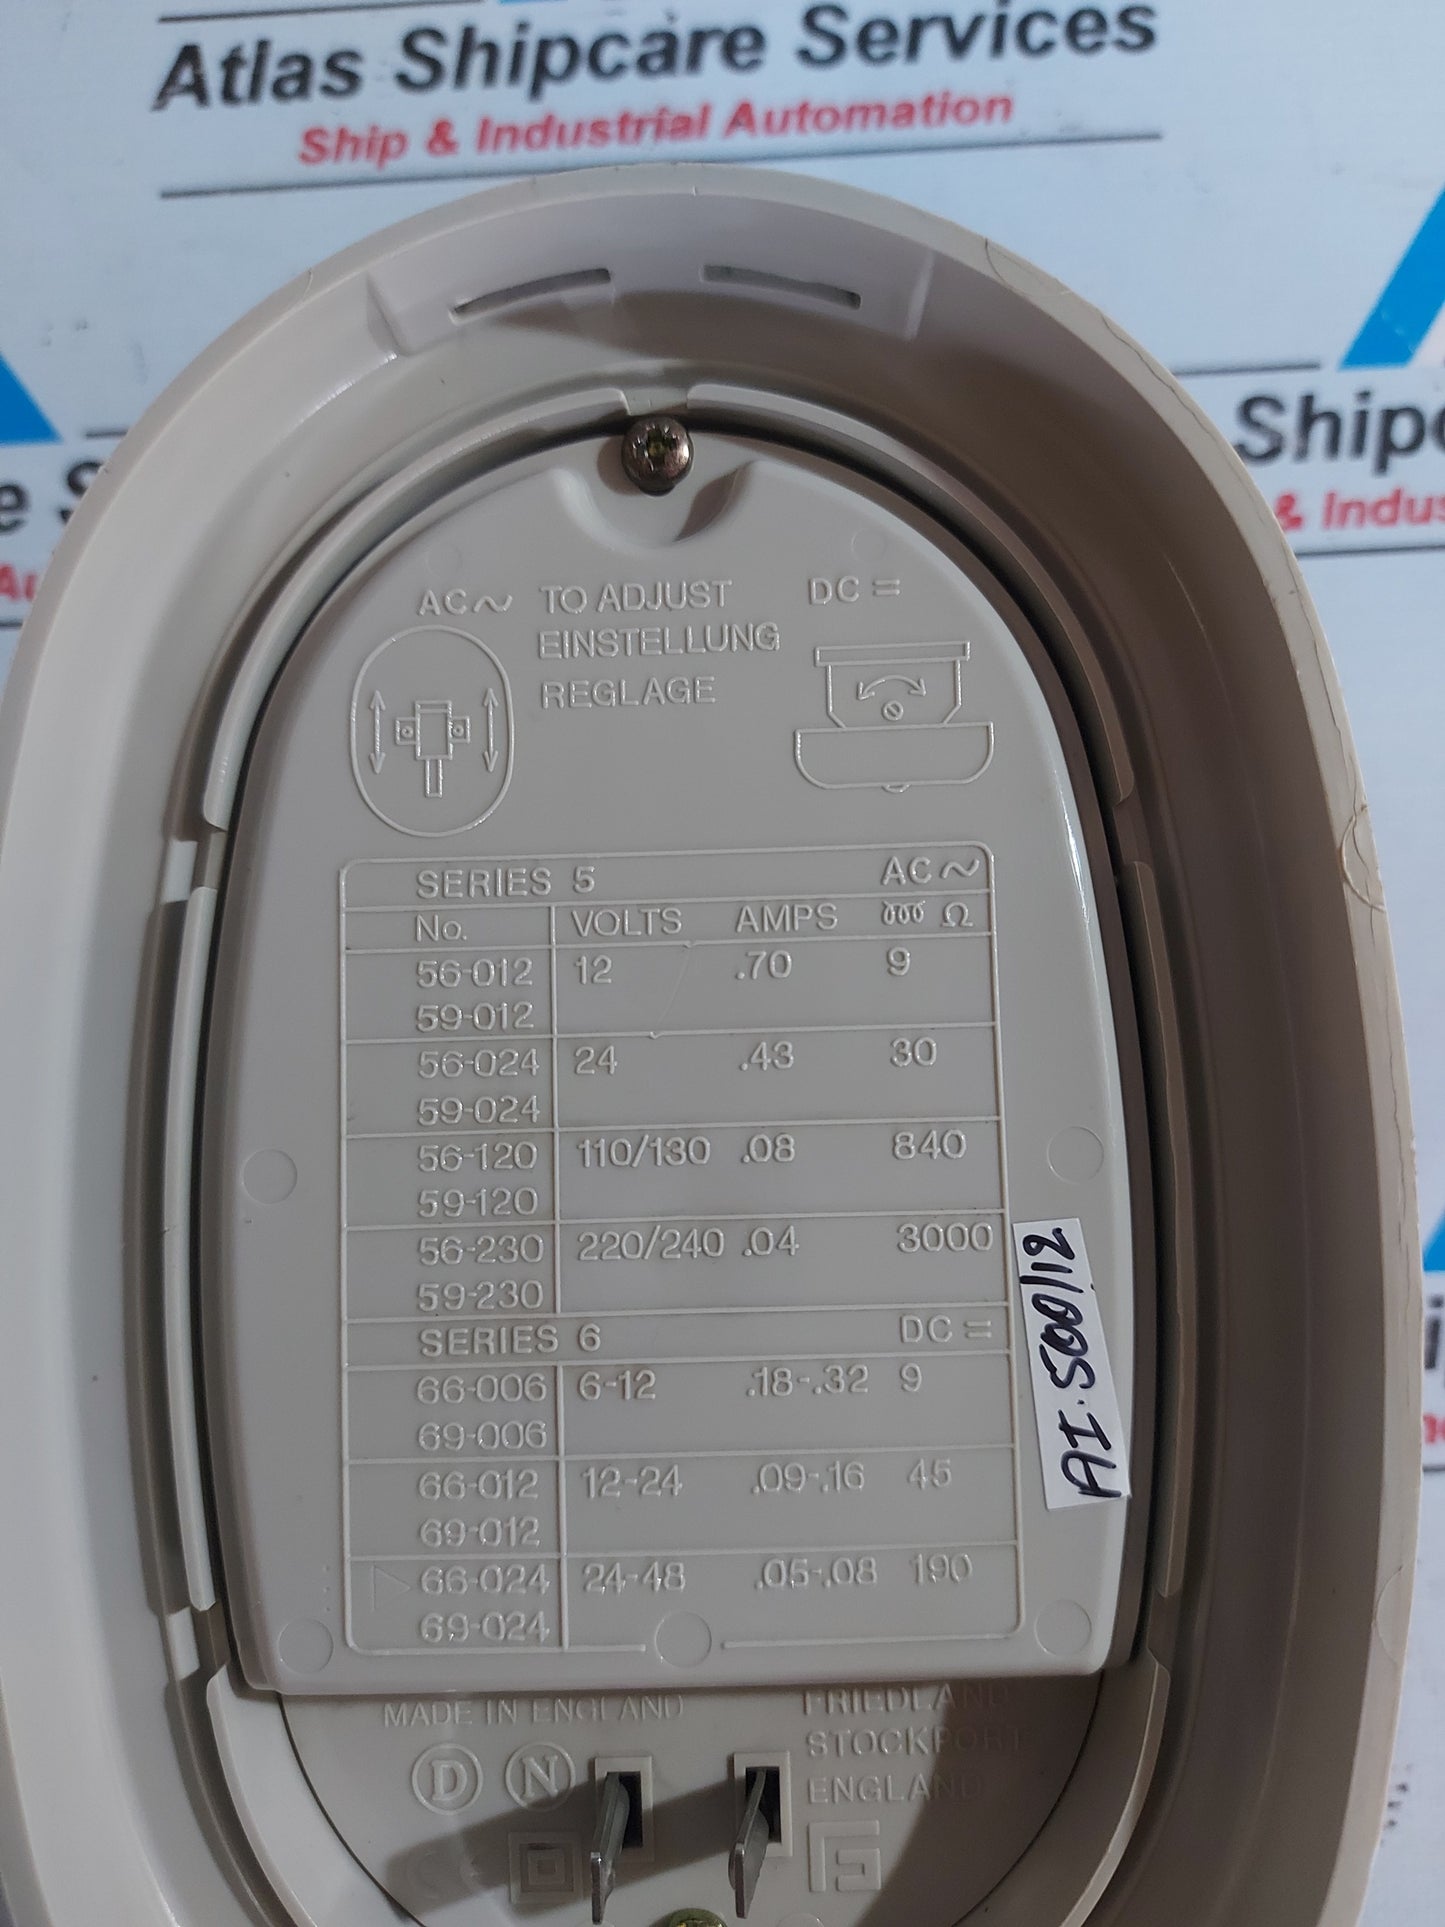 Atlas Shipcare Services
Ship & Industrial Automation
Shipc
& Indus
AC~ TO ADJUST DC =
EINSTELLUNG
REGLAGE
SERIES 5 AC~
No. VOLTS AMPS Ω
56-012 12 .70 9
59-012
56-024 24 .43 30
59-024
56-120 110/130 .08 840
59-120
56-230 220/240 .04 3000
59-230
SERIES 6 DC =
66-006 6-12 .18-.32 9
69-006
66-012 12-24 .09-.16 45
69-012
66-024 24-48 .05-.08 190
69-024
AI.500/12
MADE IN ENGLAND
FRIEDLAND
STOCKPORT
ENGLAND
D N
CE